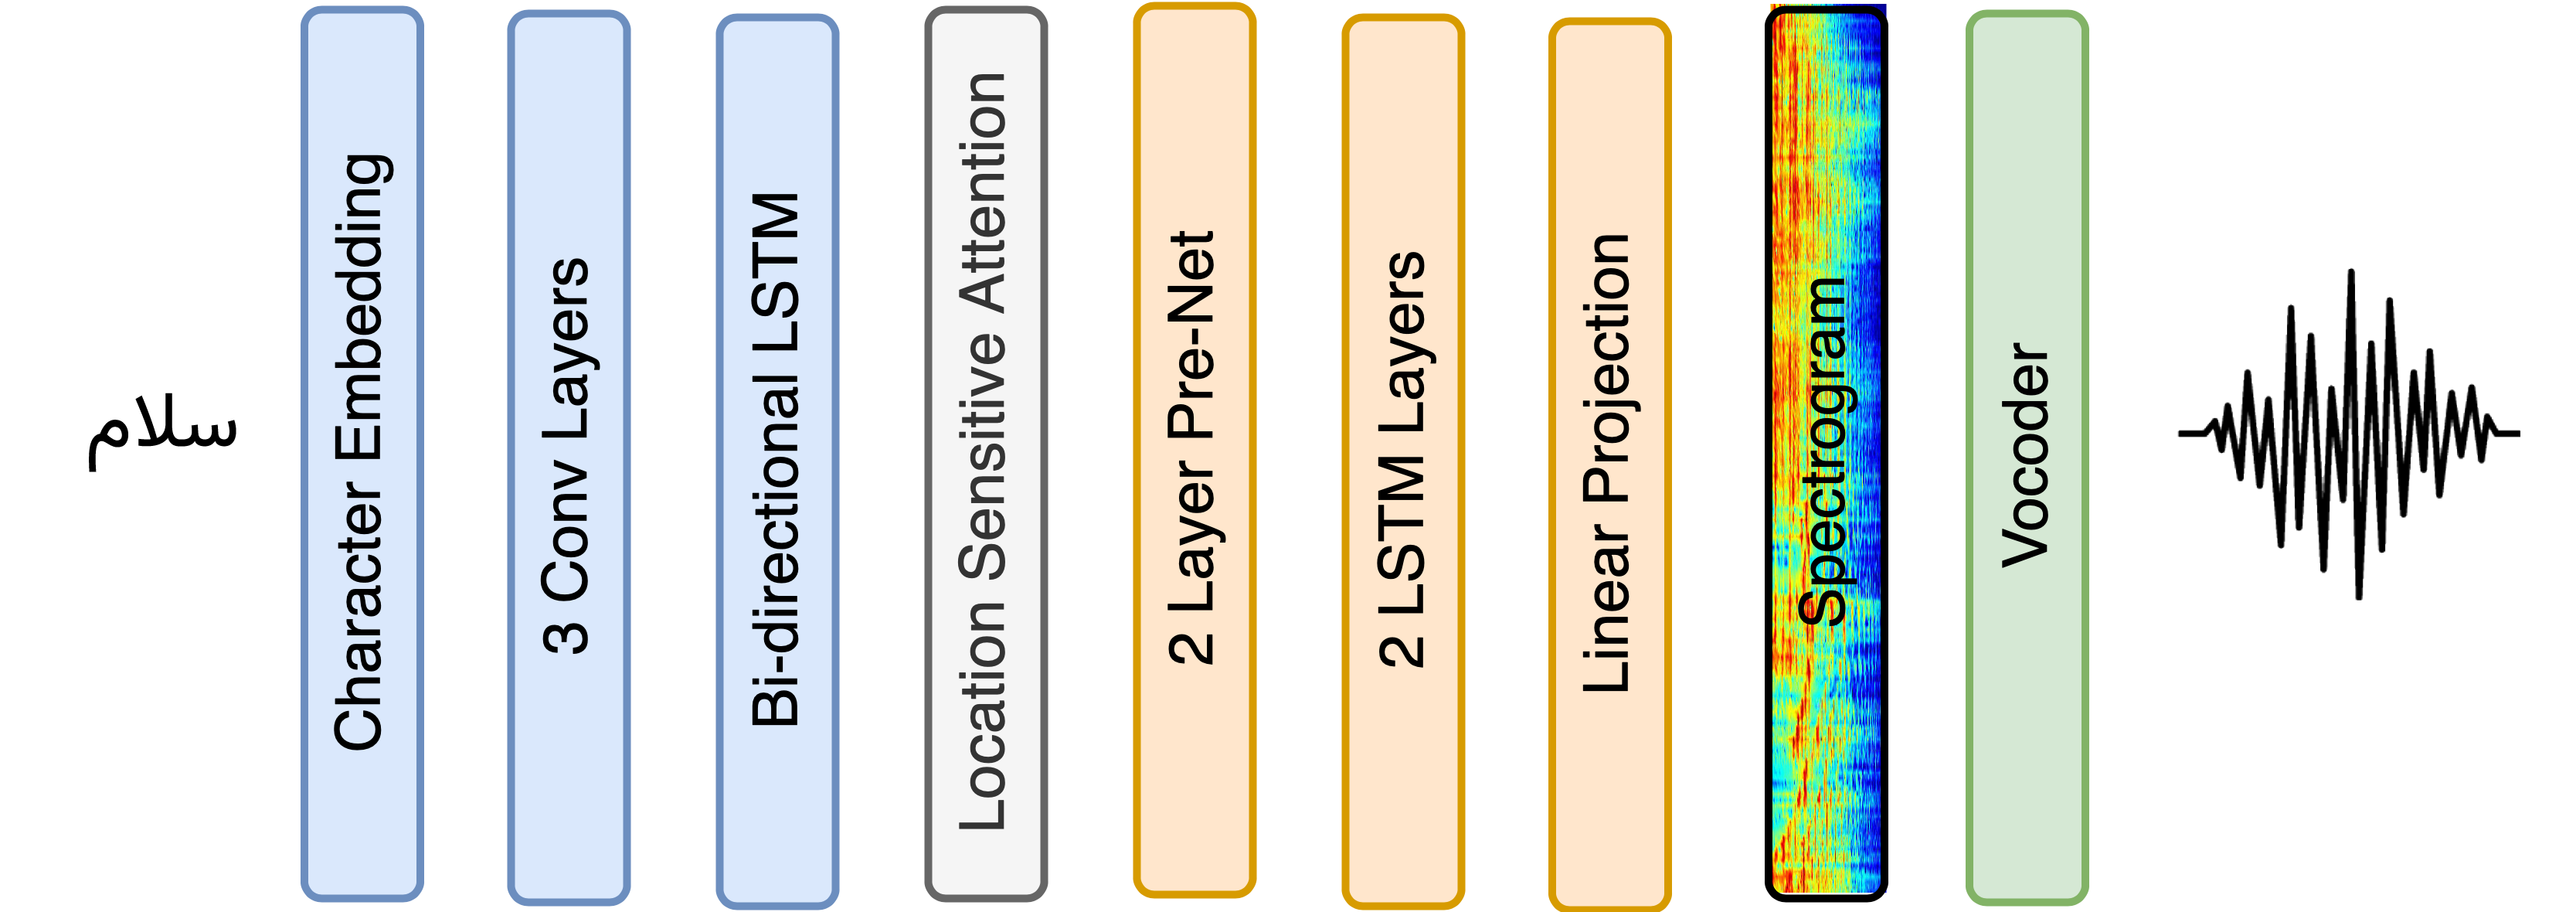 سلام
Character Embedding
3 Conv Layers
Bi-directional LSTM
Location Sensitive Attention
2 Layer Pre-Net
2 LSTM Layers
Linear Projection
Spectrogram
Vocoder